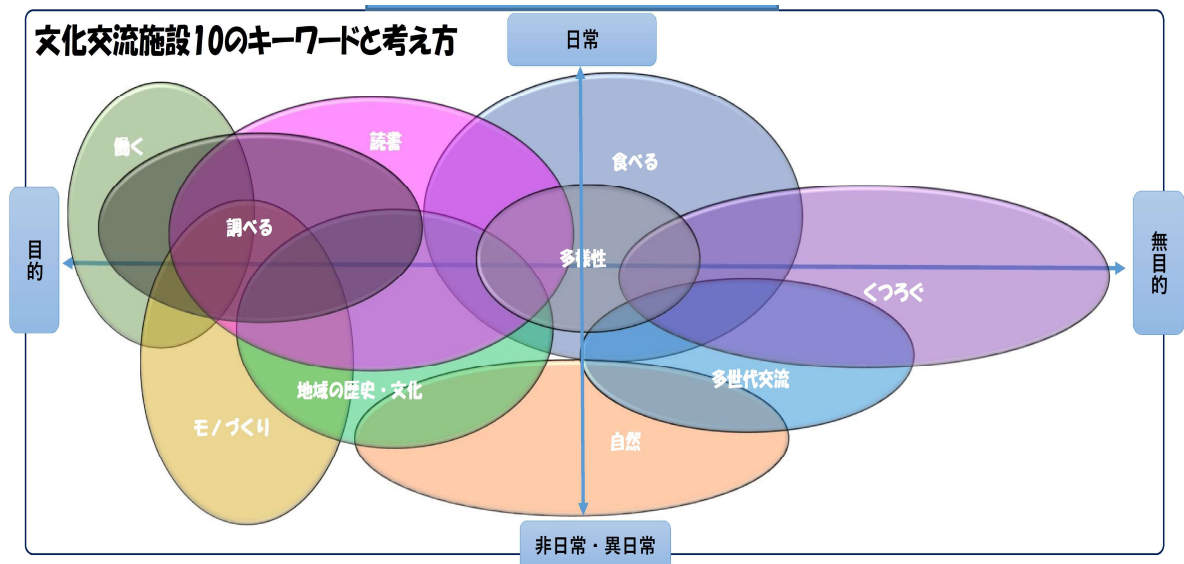 文化交流施設10のキーワードと考え方
日常
働く
読書
食べる
調べる
目的
多様性
無目的
くつろぐ
多世代交流
地域の歴史・文化
モノづくり
自然
非日常・異日常